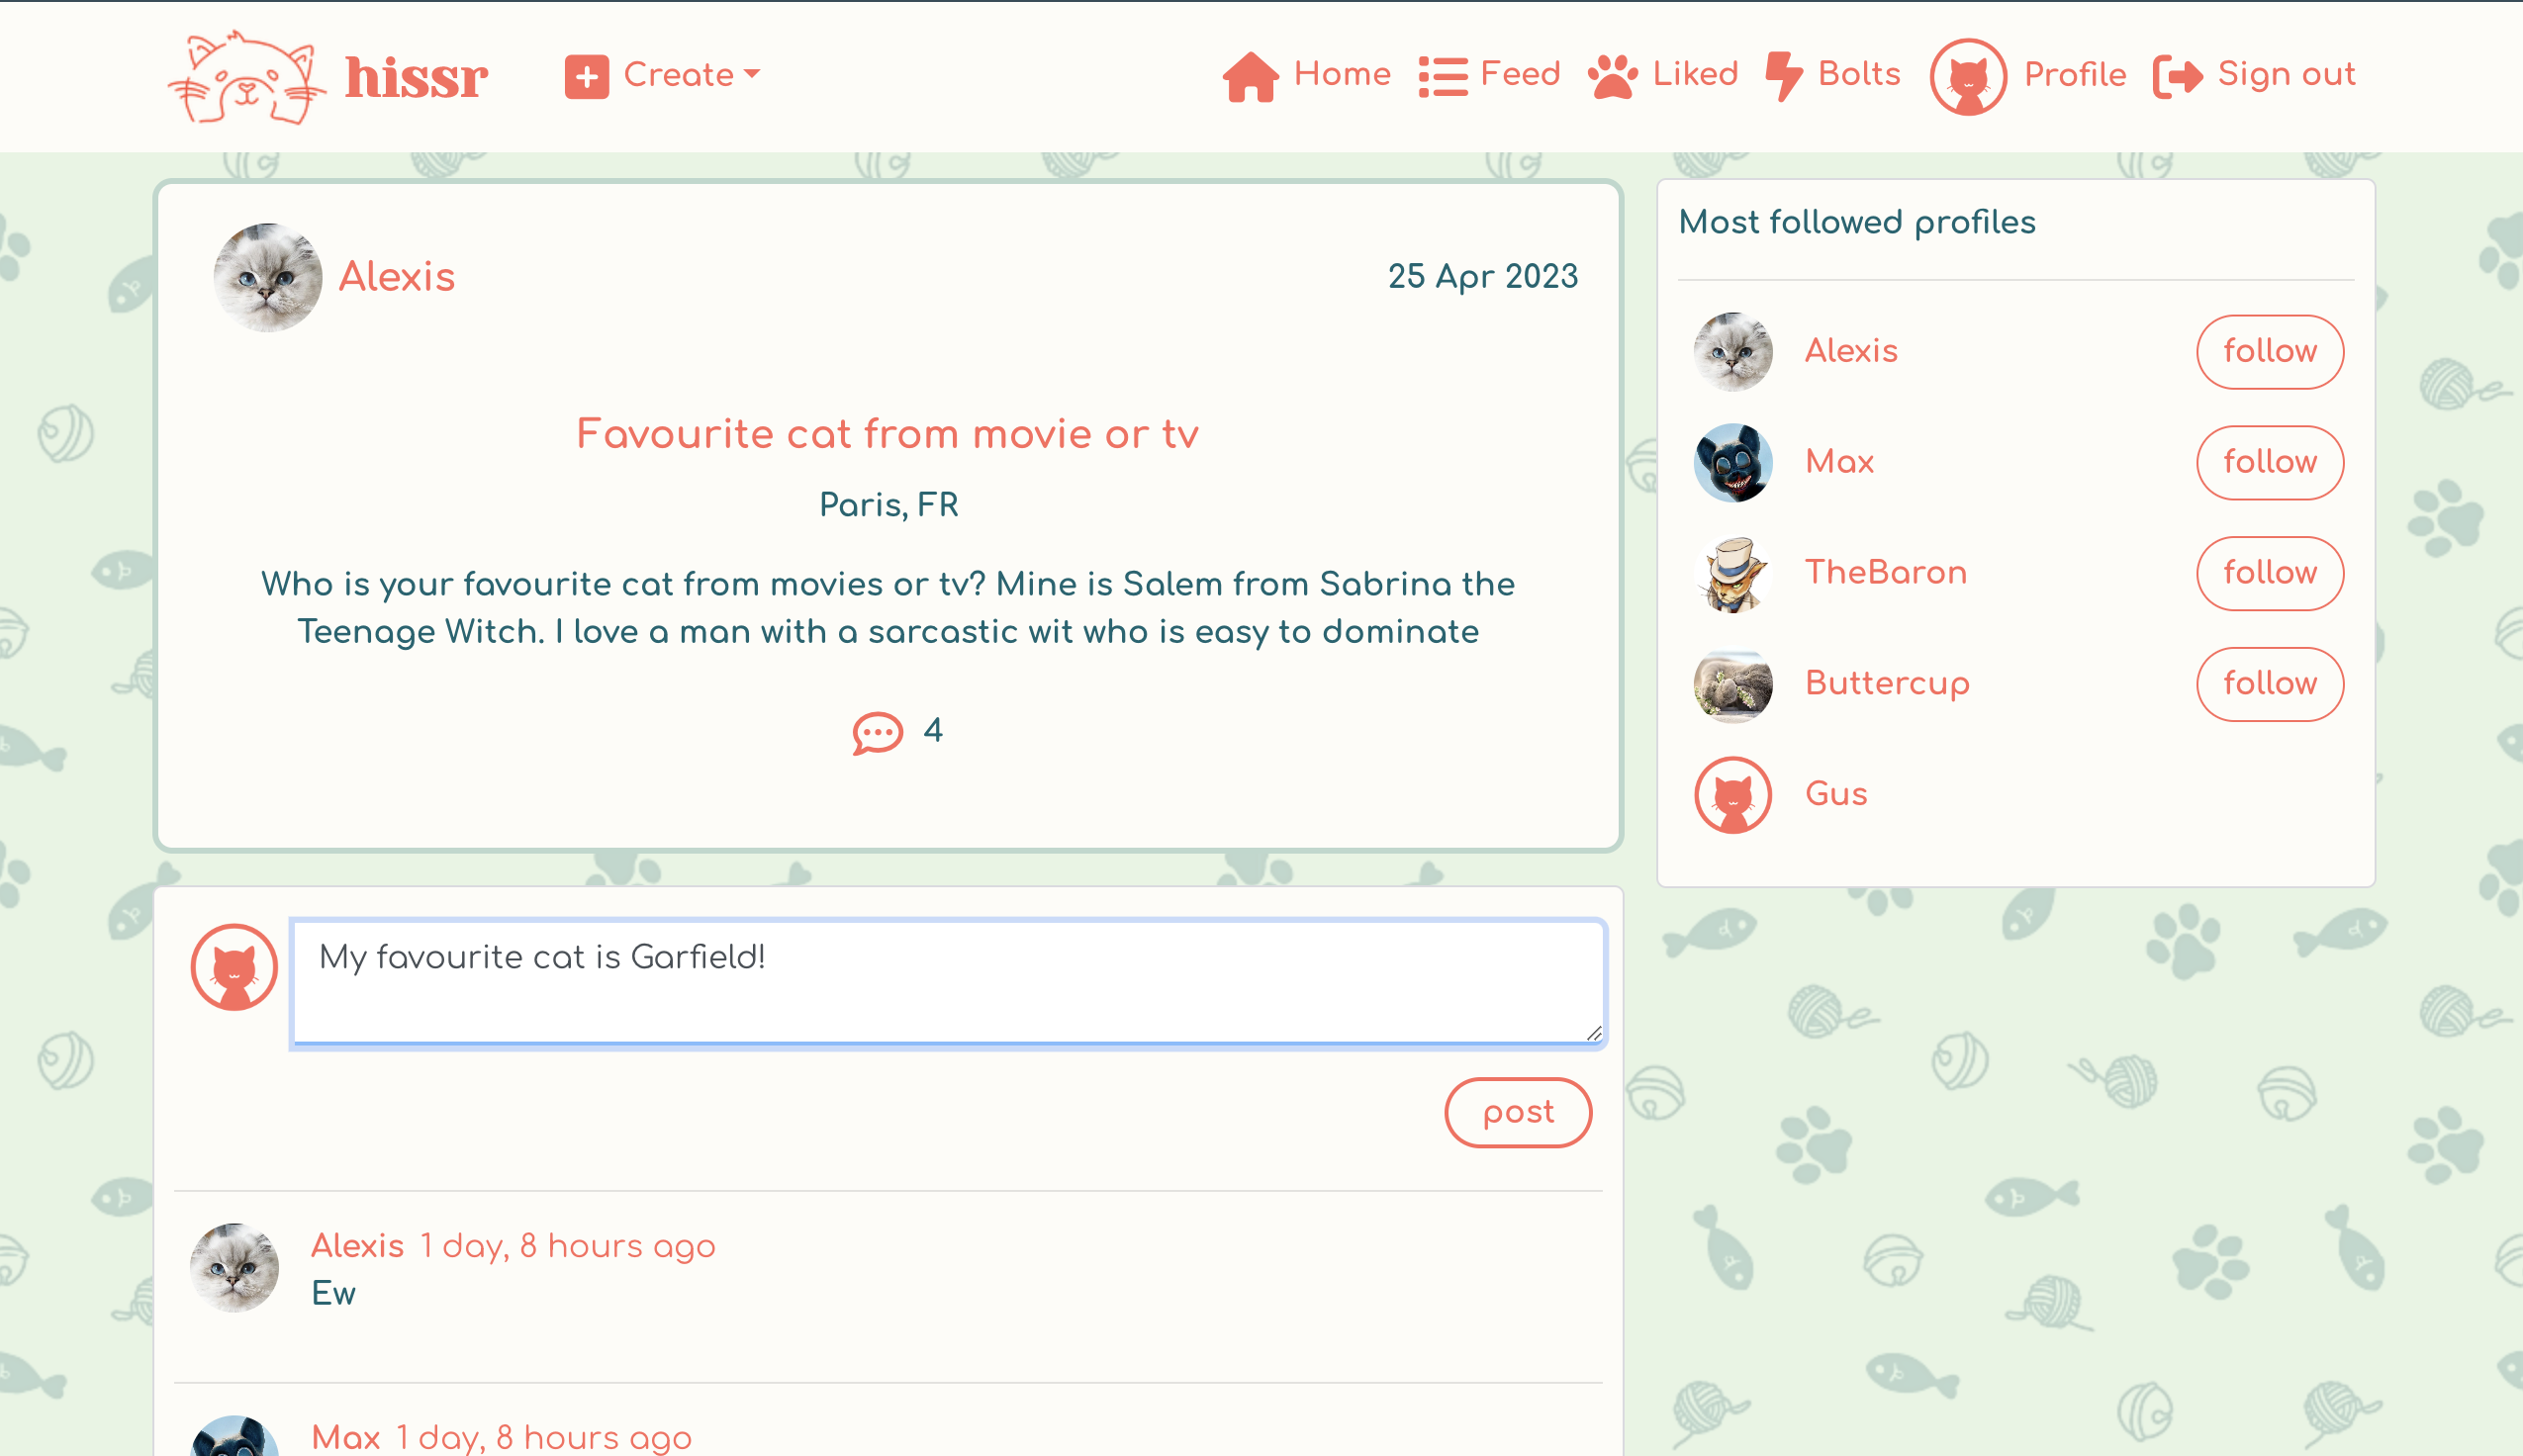 hissr
Create
Home
Feed
Liked
Bolts
Profile
Sign out
Alexis
25 Apr 2023
Favourite cat from movie or tv
Paris, FR
Who is your favourite cat from movies or tv? Mine is Salem from Sabrina the
Teenage Witch. I love a man with a sarcastic wit who is easy to dominate
4
Most followed profiles
Alexis
follow
Max
follow
TheBaron
follow
Buttercup
follow
Gus
My favourite cat is Garfield!
post
Alexis 1 day, 8 hours ago
Ew
Max 1 day, 8 hours ago